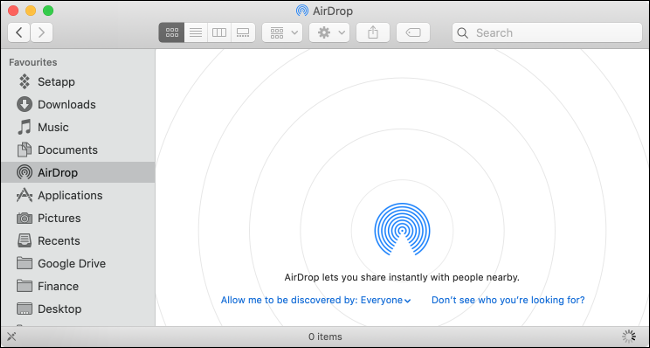 AirDrop
Search
Favourites
Setapp
Downloads
Music
Documents
AirDrop
Applications
Pictures
Recents
Google Drive
Finance
Desktop
AirDrop lets you share instantly with people nearby.
Allow me to be discovered by: Everyone Don't see who you're looking for?
0 items